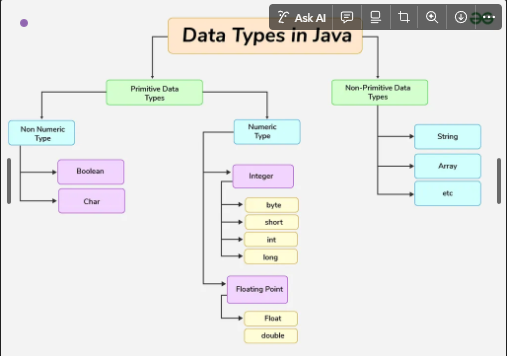 Ask AI
Data Types in Java
Primitive Data
Types
Non-Primitive Data
Types
Non Numeric
Type
Numeric
Type
Boolean
Char
Integer
byte
short
int
long
Floating Point
Float
double
String
Array
etc